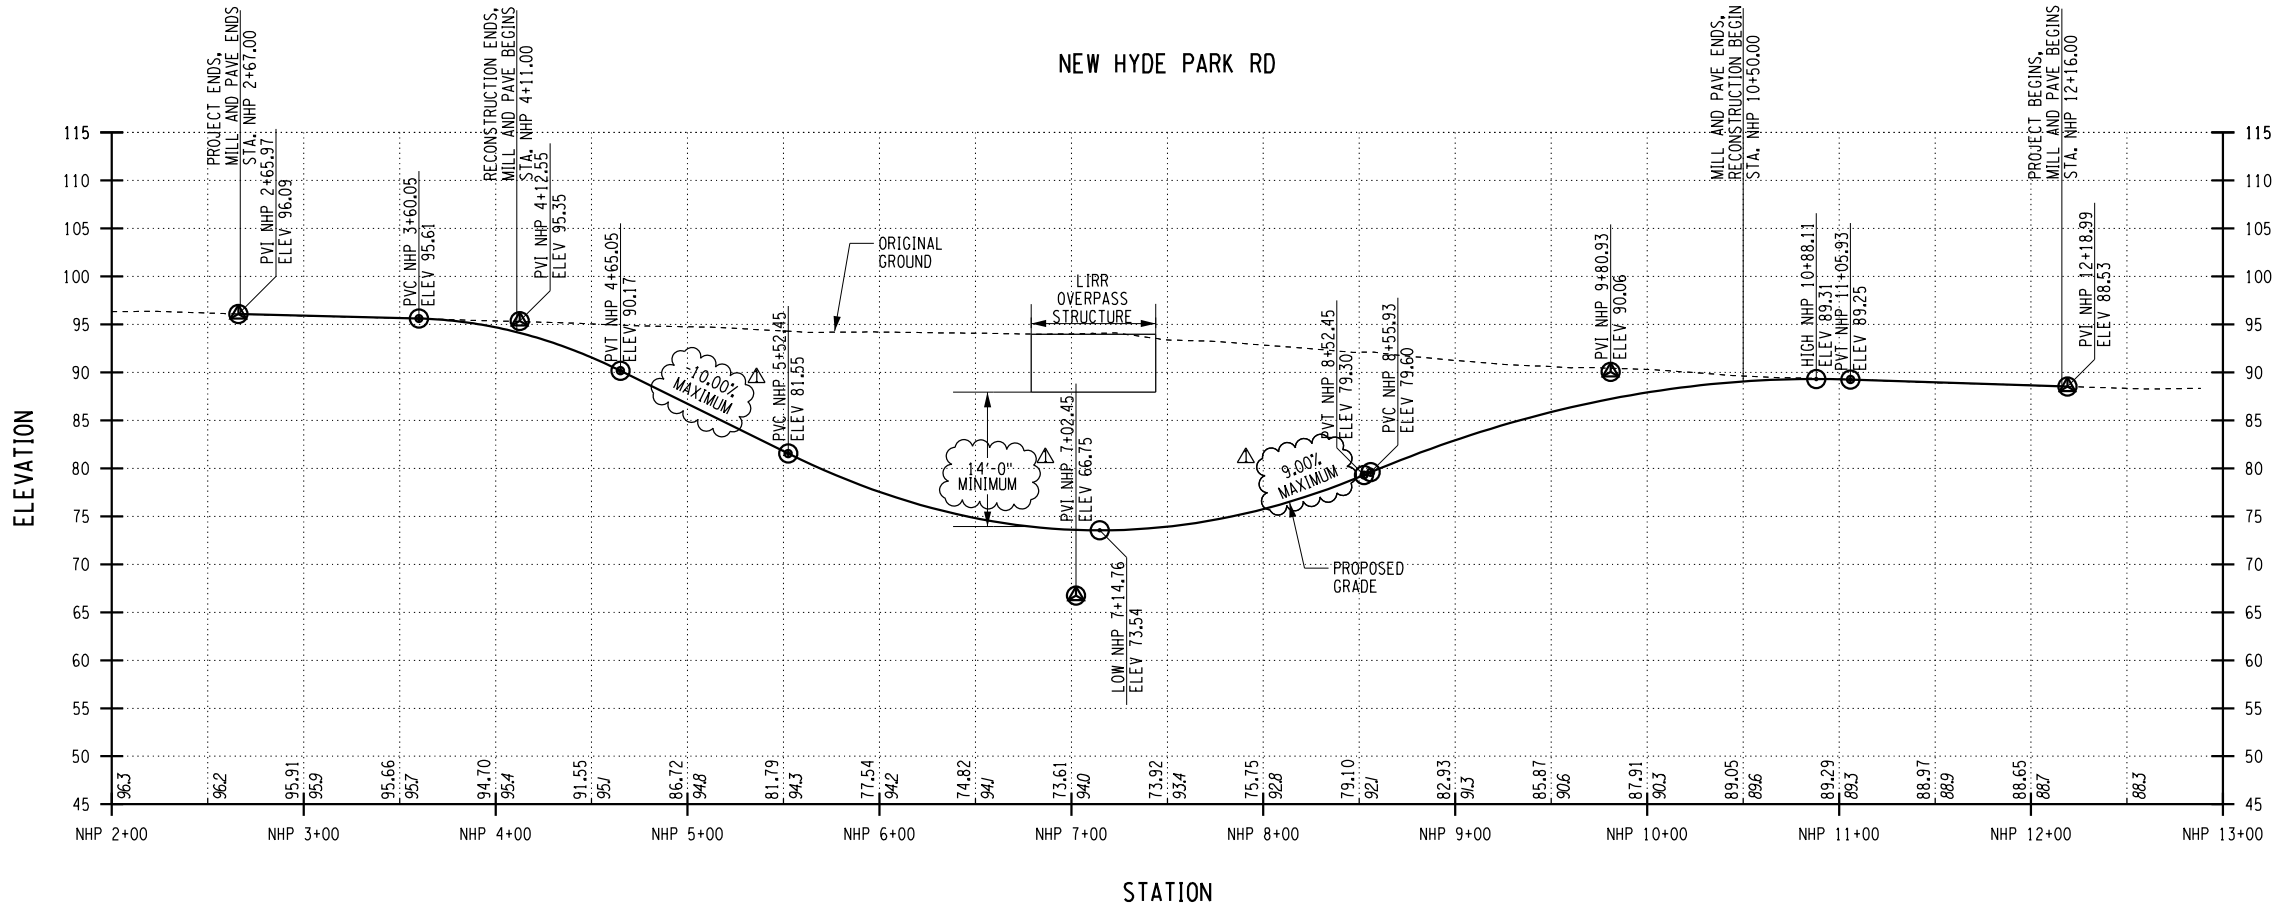 NEW HYDE PARK RD
PROJECT ENDS,
MILL AND PAVE ENDS
STA. NHP 2+67.00
PVI NHP 2+65.97
ELEV 96.09
PVC NHP 3+60.05
ELEV 95.61
RECONSTRUCTION ENDS,
MILL AND PAVE BEGINS
STA. NHP 4+11.00
PVI NHP 4+12.55
ELEV 95.35
PVT NHP 4+65.05
ELEV 90.17
-10.00%
MAXIMUM
PVC NHP 5+52.45
ELEV 81.55
ORIGINAL
GROUND
LIRR
OVERPASS
STRUCTURE
14'-0"
MINIMUM
PVI NHP 7+02.45
ELEV 66.75
LOW NHP 7+14.76
ELEV 73.54
9.00%
MAXIMUM
PROPOSED
GRADE
PVT NHP 8+52.45
ELEV 79.30
PVC NHP 8+55.93
ELEV 79.60
PVI NHP 9+80.93
ELEV 90.06
MILL AND PAVE ENDS,
RECONSTRUCTION BEGIN
STA. NHP 10+50.00
HIGH NHP 10+88.11
ELEV 89.31
PVT NHP 11+05.93
ELEV 89.25
PROJECT BEGINS,
MILL AND PAVE BEGINS
STA. NHP 12+16.00
PVI NHP 12+18.99
ELEV 88.53
ELEVATION
115 115
110 110
105 105
100 100
95 95
90 90
85 85
80 80
75 75
70 70
65 65
60 60
55 55
50 50
45 45
96.3
96.2
95.91
95.9
95.66
95.7
94.70
95.4
91.55
95.1
86.72
94.8
81.79
94.3
77.54
94.2
74.82
94.1
73.61
94.0
73.92
93.4
75.75
92.8
79.10
92.1
82.93
91.3
85.87
90.6
87.91
90.3
89.05
89.6
89.29
89.3
88.97
88.9
88.65
88.7
88.3
NHP 2+00 NHP 3+00 NHP 4+00 NHP 5+00 NHP 6+00 NHP 7+00 NHP 8+00 NHP 9+00 NHP 10+00 NHP 11+00 NHP 12+00 NHP 13+00
STATION